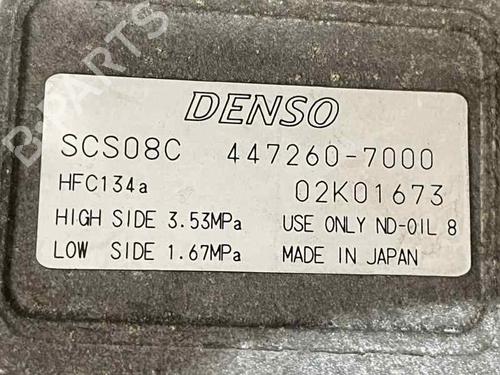 B-PARTS
DENSO
SCS08C 447260-7000
HFC134a 02K01673
HIGH SIDE 3.53MPa USE ONLY ND-OIL 8
LOW SIDE 1.67MPa MADE IN JAPAN